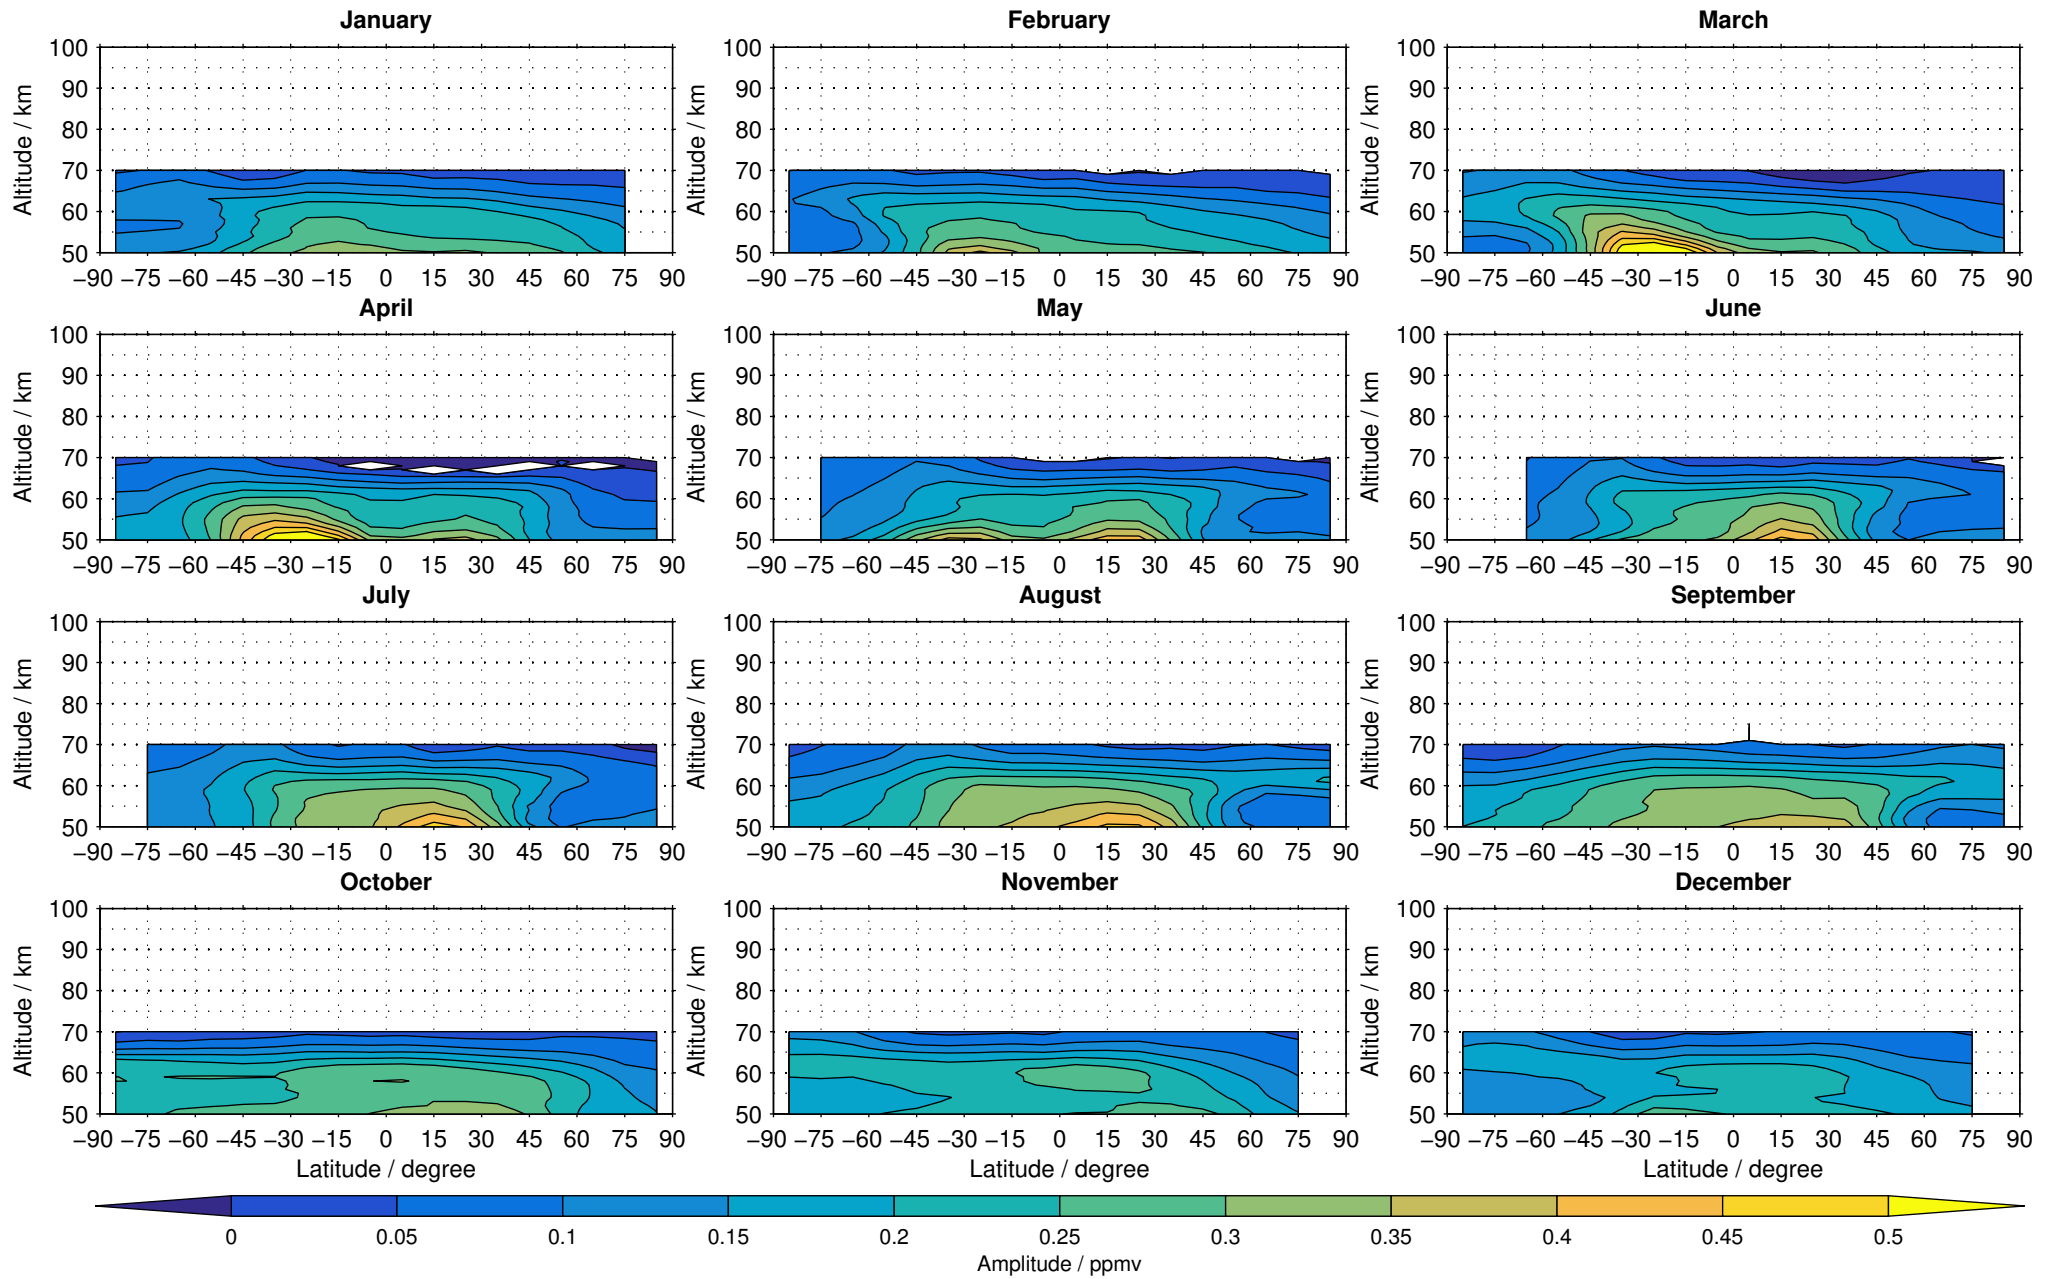 January February March
100 100 100
90 90 90
80 80 80
70 70 70
60 60 60
50 50 50
Altitude / km Altitude / km Altitude / km
−90 −75 −60 −45 −30 −15 0 15 30 45 60 75 90 −90 −75 −60 −45 −30 −15 0 15 30 45 60 75 90 −90 −75 −60 −45 −30 −15 0 15 30 45 60 75 90
April May June
100 100 100
90 90 90
80 80 80
70 70 70
60 60 60
50 50 50
Altitude / km Altitude / km Altitude / km
−90 −75 −60 −45 −30 −15 0 15 30 45 60 75 90 −90 −75 −60 −45 −30 −15 0 15 30 45 60 75 90 −90 −75 −60 −45 −30 −15 0 15 30 45 60 75 90
July August September
100 100 100
90 90 90
80 80 80
70 70 70
60 60 60
50 50 50
Altitude / km Altitude / km Altitude / km
−90 −75 −60 −45 −30 −15 0 15 30 45 60 75 90 −90 −75 −60 −45 −30 −15 0 15 30 45 60 75 90 −90 −75 −60 −45 −30 −15 0 15 30 45 60 75 90
October November December
100 100 100
90 90 90
80 80 80
70 70 70
60 60 60
50 50 50
Altitude / km Altitude / km Altitude / km
−90 −75 −60 −45 −30 −15 0 15 30 45 60 75 90 −90 −75 −60 −45 −30 −15 0 15 30 45 60 75 90 −90 −75 −60 −45 −30 −15 0 15 30 45 60 75 90
Latitude / degree Latitude / degree Latitude / degree
0 0.05 0.1 0.15 0.2 0.25 0.3 0.35 0.4 0.45 0.5
Amplitude / ppmv